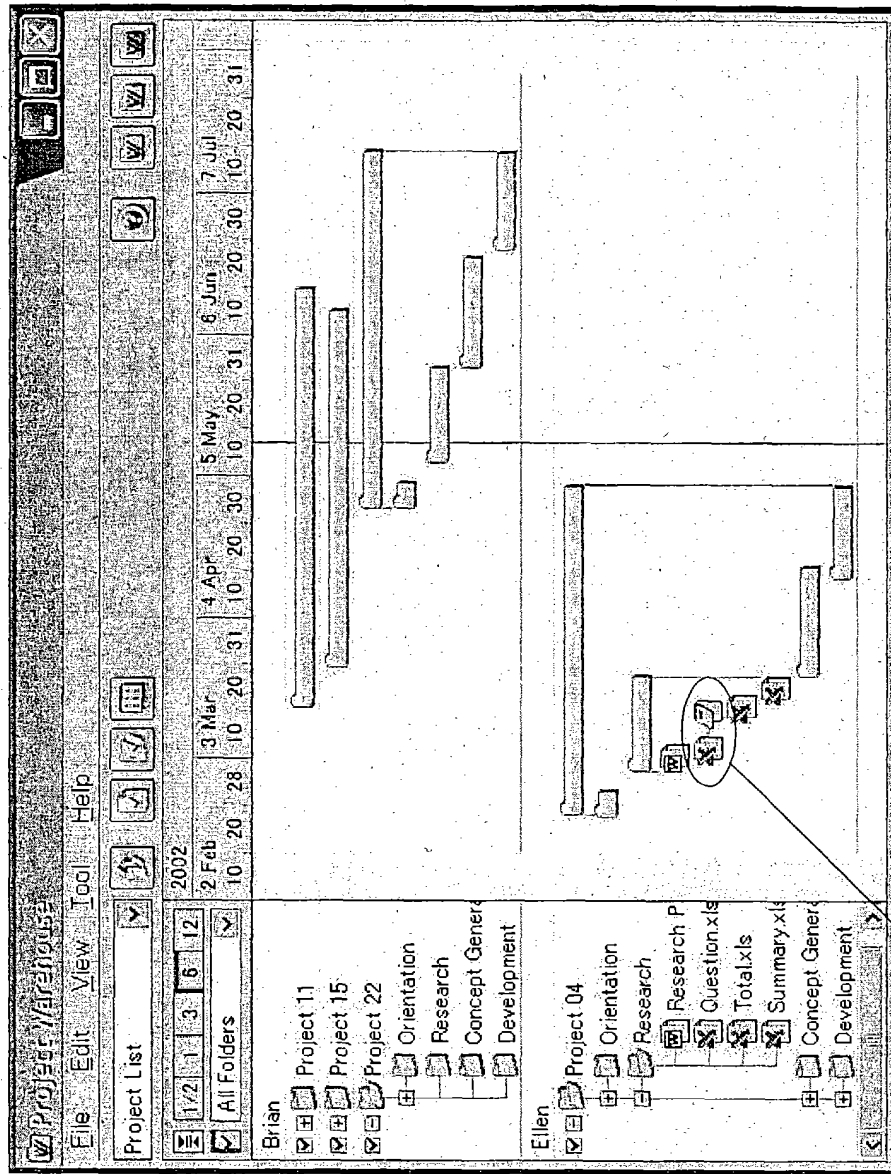 Project Warehouse
File Edit View Tool Help
Project List
2002
1/2 1 3 6 12
2 Feb 3 Mar 4 Apr 5 May 6 Jun 7 Jul
All Folders
10 20 28 10 20 31 10 20 30 10 20 31 10 20 30 10 20 31
Brian
Project 11
Project 15
Project 22
Orientation
Research
Concept Genera
Development
Ellen
Project 04
Orientation
Research
Research P
Question.xls
Total.xls
Summary.xls
Concept Genera
Development